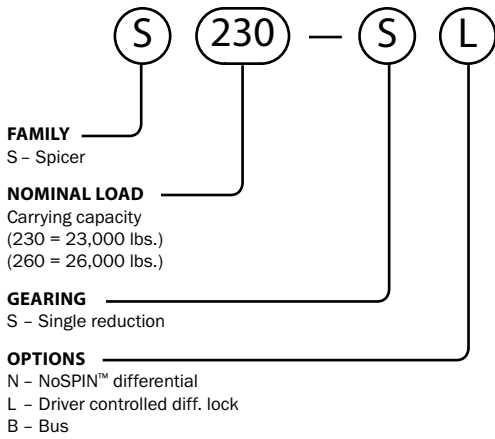 S 230 – S L
FAMILY
S – Spicer
NOMINAL LOAD
Carrying capacity
(230 = 23,000 lbs.)
(260 = 26,000 lbs.)
GEARING
S – Single reduction
OPTIONS
N – NoSPIN™ differential
L – Driver controlled diff. lock
B – Bus